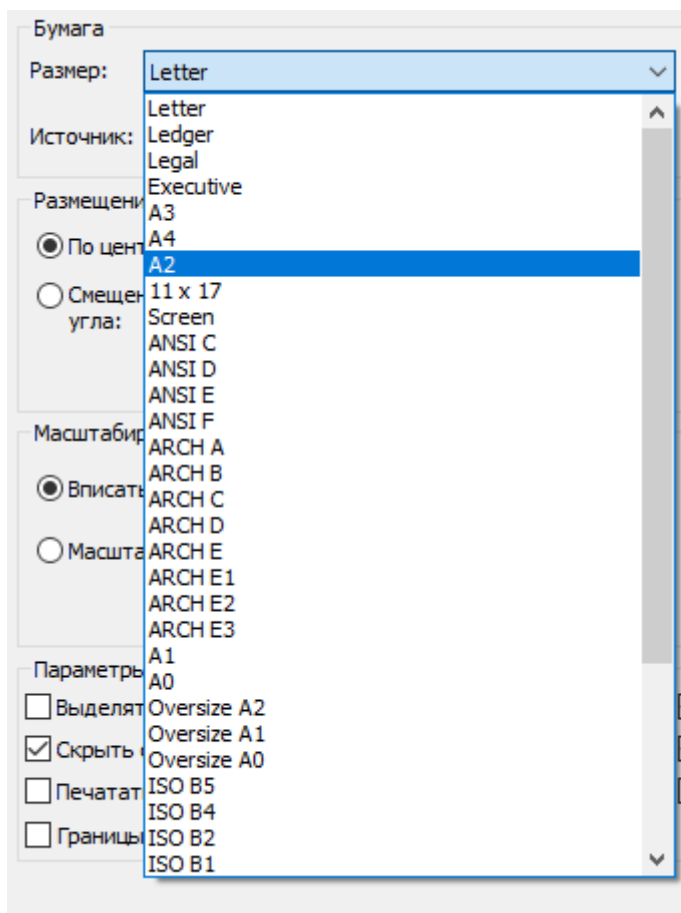 Бумага
Размер:
Letter
Letter
Источник:
Ledger
Legal
Executive
Размещени
A3
По цент
A4
A2
Смещен
11 x 17
угла:
Screen
ANSI C
ANSI D
ANSI E
ANSI F
Масштабир
ARCH A
ARCH B
Вписать
ARCH C
ARCH D
Масшта
ARCH E
ARCH E1
ARCH E2
ARCH E3
A1
Параметры
A0
Выделят
Oversize A2
Oversize A1
Скрыть
Oversize A0
Печатат
ISO B5
ISO B4
Границы
ISO B2
ISO B1